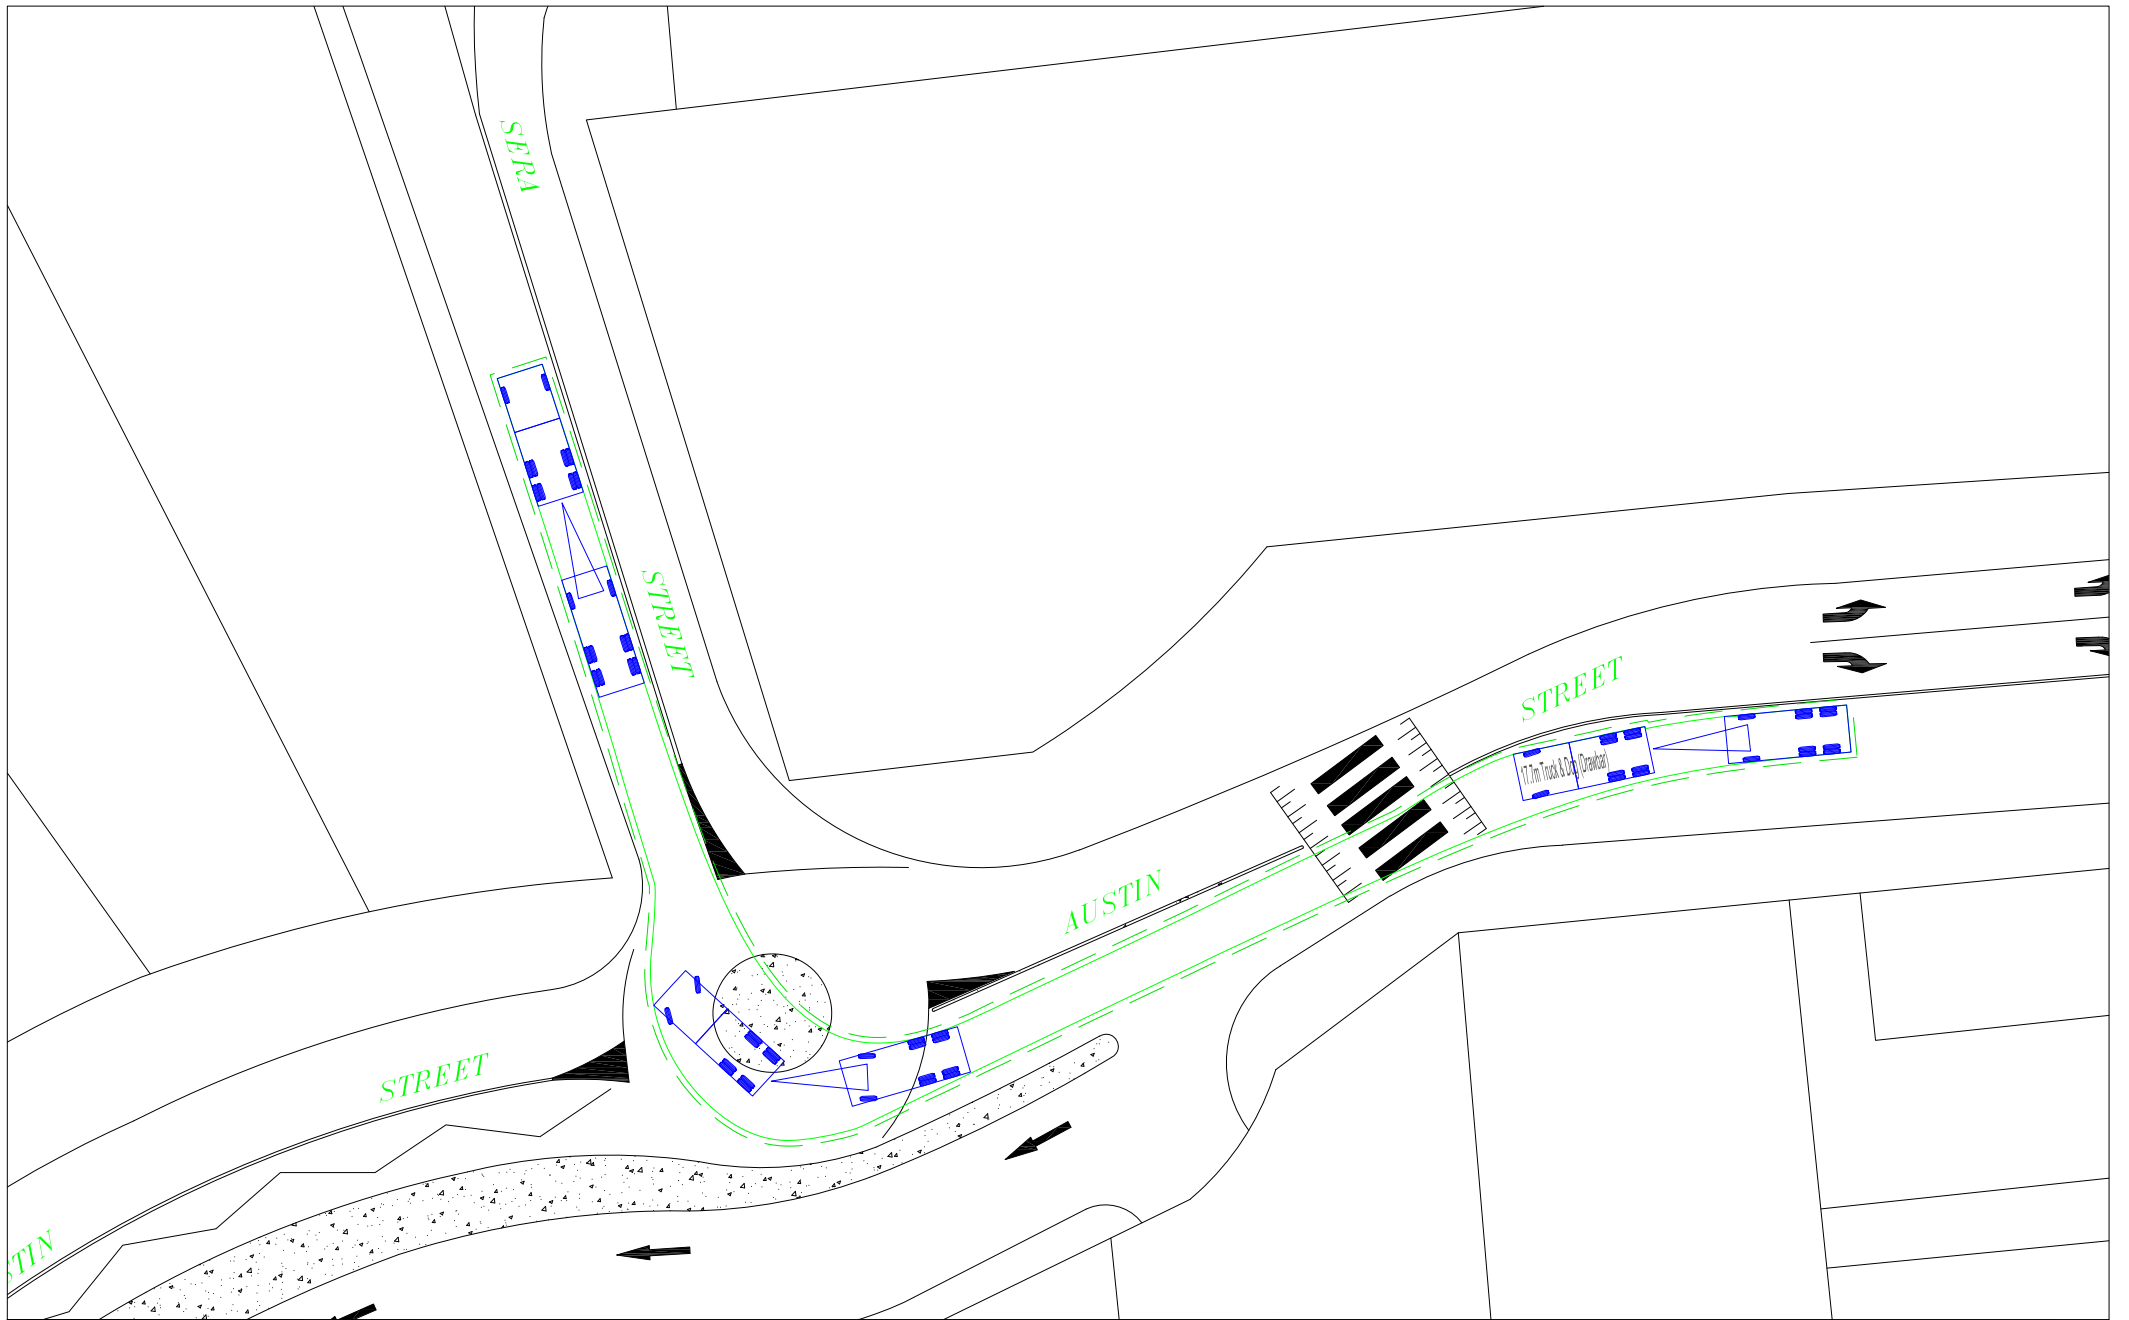 SERA
STREET
STREET
17.7m Truck & Dog (Drawbar)
AUSTIN
STREET
STIN